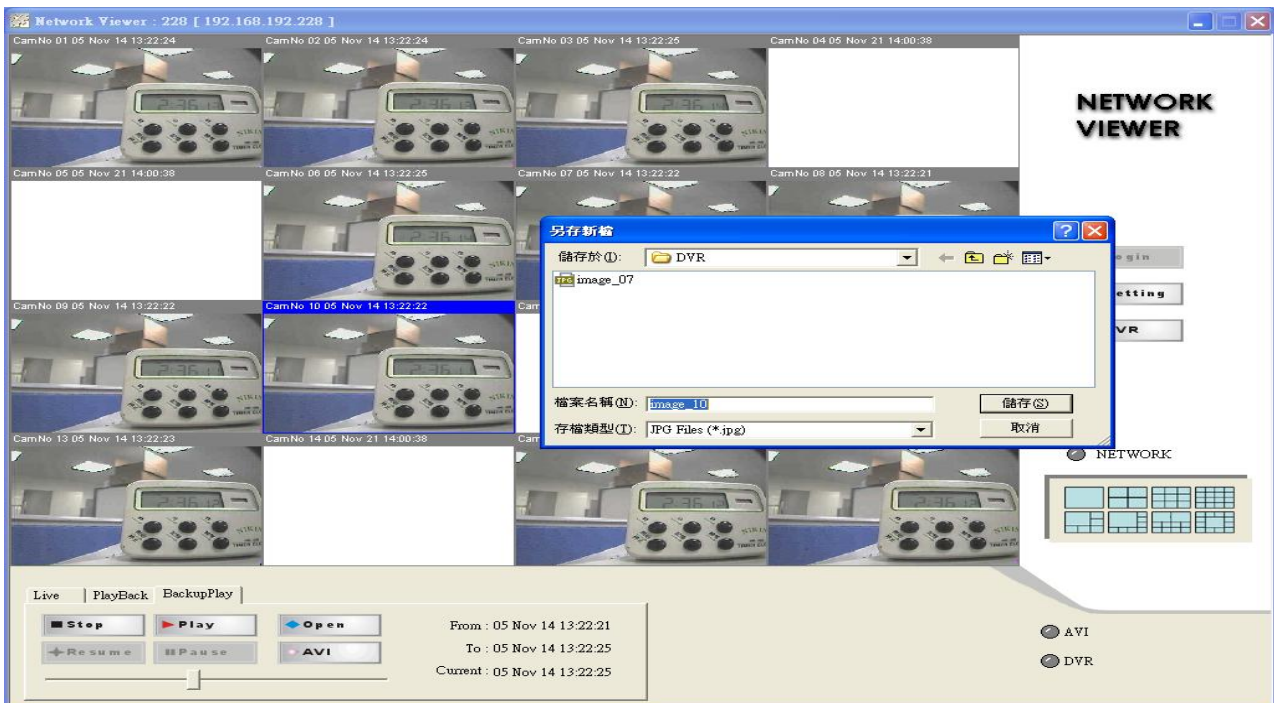 Network Viewer : 228 [ 192.168.192.228 ]
CamNo 01 05 Nov 14 13:22:24
CamNo 02 05 Nov 14 13:22:24
CamNo 03 05 Nov 14 13:22:25
CamNo 04 05 Nov 21 14:00:38
NETWORK
VIEWER
CamNo 05 05 Nov 21 14:00:38
CamNo 06 05 Nov 14 13:22:25
CamNo 07 05 Nov 14 13:22:22
CamNo 08 05 Nov 14 13:22:21
另存新檔
儲存於(I):
DVR
image_07
檔案名稱(N):
image_10
儲存(S)
存檔類型(T):
JPG Files (*.jpg)
取消
ogin
etting
VR
CamNo 09 05 Nov 14 13:22:22
CamNo 10 05 Nov 14 13:22:22
Cam
CamNo 13 05 Nov 14 13:22:23
CamNo 14 05 Nov 21 14:00:38
Cam
NETWORK
Live
PlayBack
BackupPlay
Stop
Play
Open
Resume
Pause
AVI
From : 05 Nov 14 13:22:21
To : 05 Nov 14 13:22:25
Current : 05 Nov 14 13:22:25
AVI
DVR